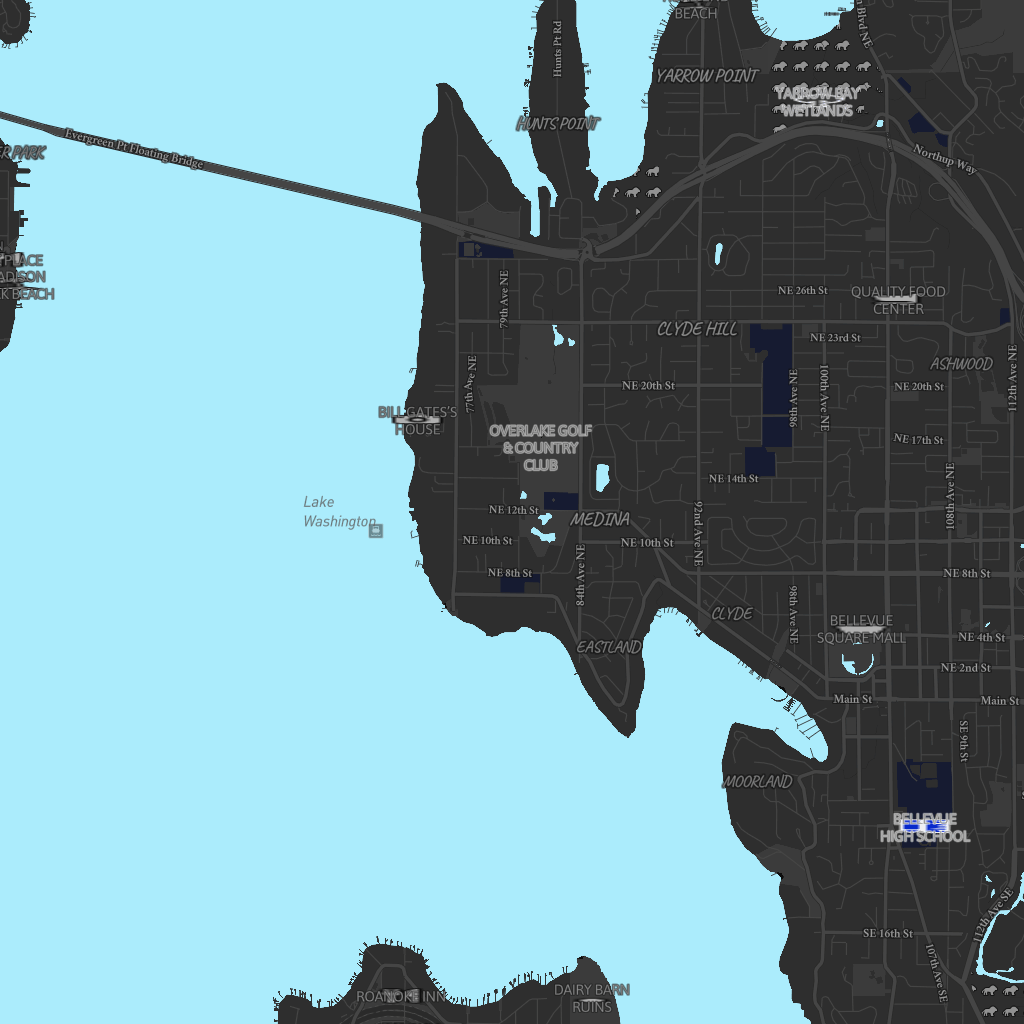 BEACH
Hunts Pt Rd
Blvd NE
YARROW POINT
YARROW BAY
WETLANDS
HUNTS POINT
Evergreen Pt Floating Bridge
Northup Way
PARK
BEACH
79th Ave NE
NE 26th St
QUALITY FOOD
CENTER
CLYDE HILL
NE 23rd St
ASHWOOD
112th Ave NE
77th Ave NE
NE 20th St
98th Ave NE
100th Ave NE
NE 20th St
BILL GATES'S
HOUSE
OVERLAKE GOLF
& COUNTRY
CLUB
NE 17th St
NE 14th St
108th Ave NE
Lake
Washington
NE 12th St
MEDINA
92nd Ave NE
NE 10th St
NE 10th St
NE 8th St
84th Ave NE
NE 8th St
98th Ave NE
CLYDE
BELLEVUE
SQUARE MALL
NE 4th St
EASTLAND
NE 2nd St
Main St
Main St
SE 9th St
MOORLAND
BELLEVUE
HIGH SCHOOL
112th Ave SE
SE 16th St
107th Ave SE
ROANOKE INN
DAIRY BARN
RUINS